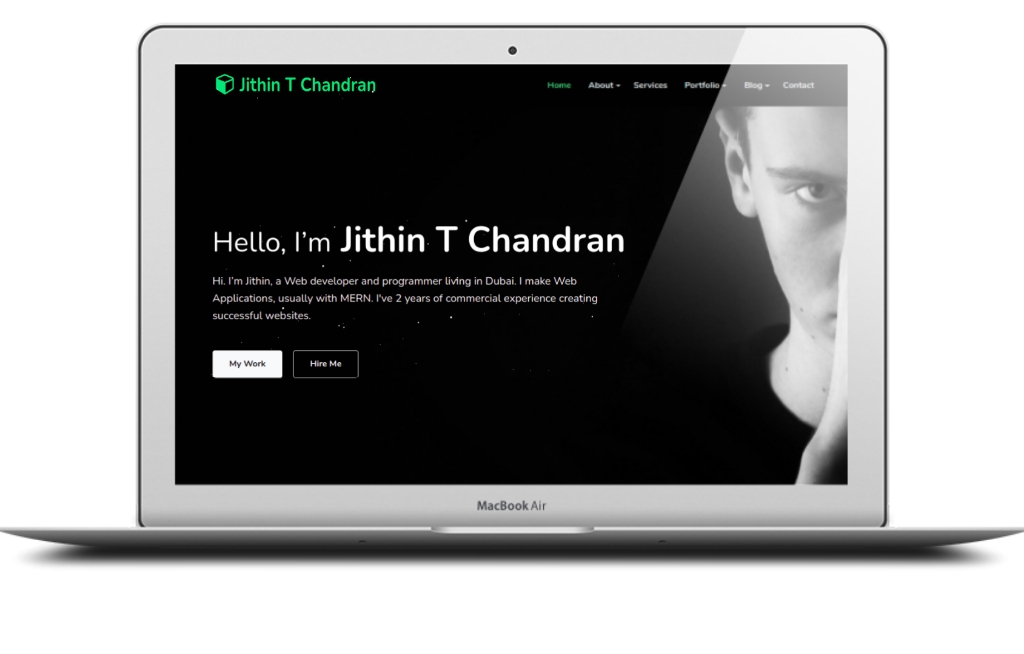 Jithin T Chandran
Home About Services Portfolio Blog Contact
Hello, I’m Jithin T Chandran
Hi. I'm Jithin, a Web developer and programmer living in Dubai. I make Web
Applications, usually with MERN. I've 2 years of commercial experience creating
successful websites.
My Work Hire Me
MacBook Air